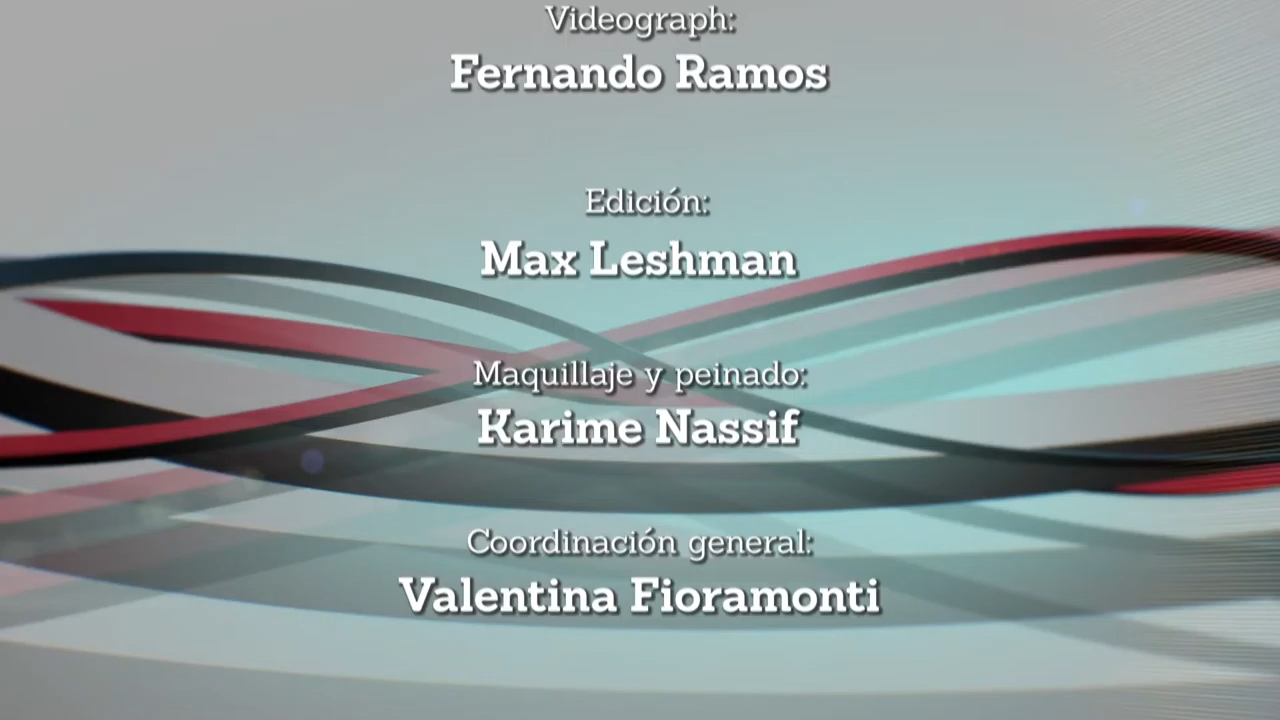 Videograph:
Fernando Ramos
Edición:
Max Leshman
Maquillaje y peinado:
Karime Nassif
Coordinación general:
Valentina Fioramonti